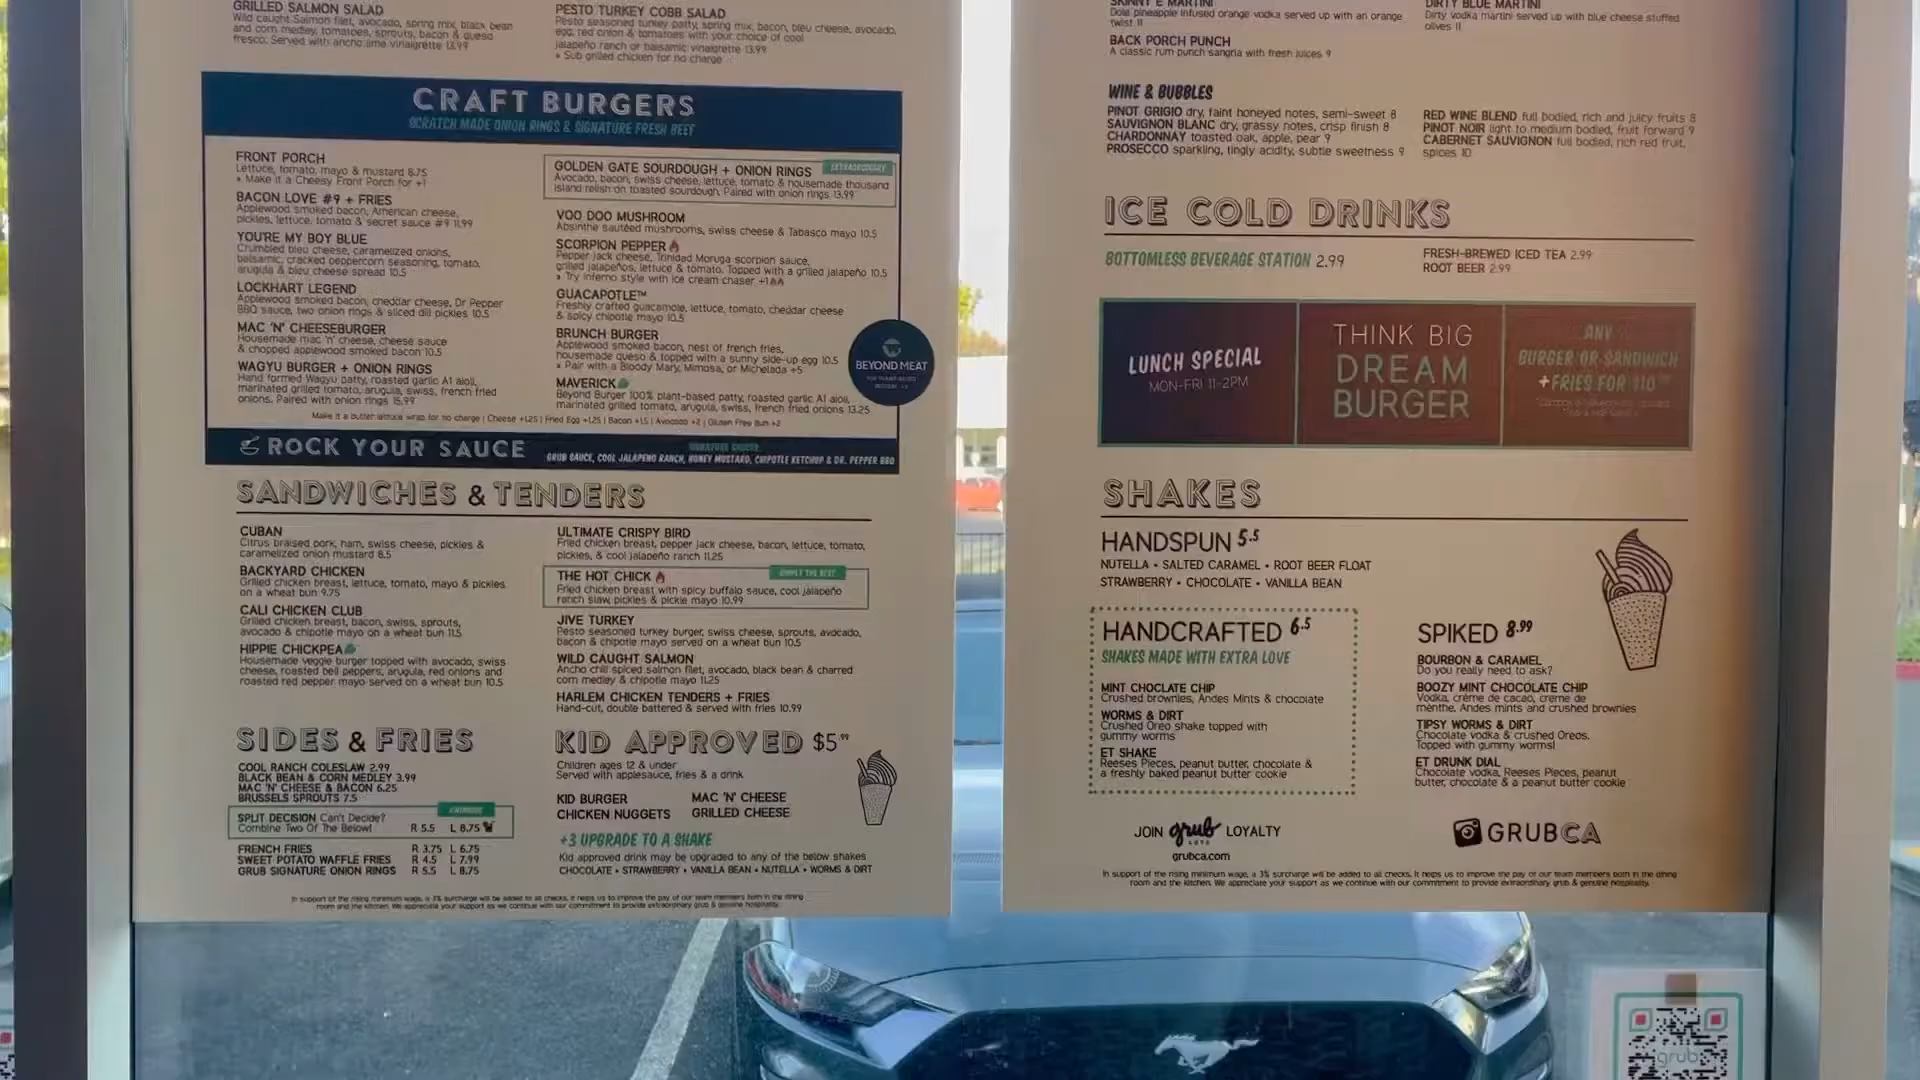 GRILLED SALMON SALAD
Wild caught Salmon filet, avocado, spring mix, black bean
and corn medley, tomatoes, sprouts, bacon & queso
fresco. Served with ancho lime vinaigrette 13.99
PESTO TURKEY COBB SALAD
Pesto seasoned turkey patty, spring mix, bacon, bleu cheese, avocado,
egg, red onion & tomatoes with your choice of cool
jalapeño ranch or balsamic vinaigrette 13.99
• Sub grilled chicken for no charge
CRAFT BURGERS
SCRATCH MADE ONION RINGS & SIGNATURE FRESH BEEF
FRONT PORCH
Lettuce, tomato, mayo & mustard 8.75
• Make it a Cheesy Front Porch for +1
BACON LOVE #9 + FRIES
Applewood smoked bacon, American cheese,
pickles, lettuce, tomato & secret sauce #9 11.99
YOU'RE MY BOY BLUE
Crumbled bleu cheese, caramelized onions,
balsamic, cracked peppercorn seasoning, tomato,
arugula & bleu cheese spread 10.5
LOCKHART LEGEND
Applewood smoked bacon, cheddar cheese, Dr Pepper
BBQ sauce, two onion rings & sliced dill pickles 10.5
MAC 'N' CHEESEBURGER
Housemade mac 'n' cheese, cheese sauce
& chopped applewood smoked bacon 10.5
WAGYU BURGER + ONION RINGS
Hand formed Wagyu patty, roasted garlic A1 aioli,
marinated grilled tomato, arugula, swiss, french fried
onions. Paired with onion rings 15.99
GOLDEN GATE SOURDOUGH + ONION RINGS
EXTRAORDINARY
Avocado, bacon, swiss cheese, lettuce, tomato & housemade thousand
island relish on toasted sourdough. Paired with onion rings 13.99
VOO DOO MUSHROOM
Absinthe sautéed mushrooms, swiss cheese & Tabasco mayo 10.5
SCORPION PEPPER
Pepper jack cheese, Trinidad Moruga scorpion sauce,
grilled jalapeños, lettuce & tomato. Topped with a grilled jalapeño 10.5
• Try inferno style with ice cream chaser +1
GUACAPOTLE™
Freshly crafted guacamole, lettuce, tomato, cheddar cheese
& spicy chipotle mayo 10.5
BRUNCH BURGER
Applewood smoked bacon, nest of french fries,
housemade queso & topped with a sunny side-up egg 10.5
• Pair with a Bloody Mary, Mimosa, or Michelada +5
MAVERICK
Beyond Burger 100% plant-based patty, roasted garlic A1 aioli,
marinated grilled tomato, arugula, swiss, french fried onions 13.25
BEYOND MEAT
Make it a butter lettuce wrap for no charge | Cheese +1.25 | Fried Egg +1.25 | Bacon +1.5 | Avocado +2 | Gluten Free Bun +2
ROCK YOUR SAUCE
SIGNATURE SAUCES
GRUB SAUCE, COOL JALAPENO RANCH, HONEY MUSTARD, CHIPOTLE KETCHUP & DR. PEPPER BBQ
SANDWICHES & TENDERS
CUBAN
Citrus braised pork, ham, swiss cheese, pickles &
caramelized onion mustard 8.5
BACKYARD CHICKEN
Grilled chicken breast, lettuce, tomato, mayo & pickles
on a wheat bun 9.75
CALI CHICKEN CLUB
Grilled chicken breast, bacon, swiss, sprouts,
avocado & chipotle mayo on a wheat bun 11.5
HIPPIE CHICKPEA
Housemade veggie burger topped with avocado, swiss
cheese, roasted bell peppers, arugula, red onions and
roasted red pepper mayo served on a wheat bun 10.5
ULTIMATE CRISPY BIRD
Fried chicken breast, pepper jack cheese, bacon, lettuce, tomato,
pickles, & cool jalapeño ranch 11.25
THE HOT CHICK
SIMPLY THE BEST
Fried chicken breast with spicy buffalo sauce, cool jalapeño
ranch slaw, pickles & pickle mayo 10.99
JIVE TURKEY
Pesto seasoned turkey burger, swiss cheese, sprouts, avocado,
bacon & chipotle mayo served on a wheat bun 10.5
WILD CAUGHT SALMON
Ancho chili spiced salmon filet, avocado, black bean & charred
corn medley & chipotle mayo 11.25
HARLEM CHICKEN TENDERS + FRIES
Hand-cut, double battered & served with fries 10.99
SIDES & FRIES
COOL RANCH COLESLAW 2.99
BLACK BEAN & CORN MEDLEY 3.99
MAC 'N' CHEESE & BACON 6.25
BRUSSELS SPROUTS 7.5
SPLIT DECISION Can't Decide?
Combine Two Of The Below! R 5.5 L 8.75
FRENCH FRIES R 3.75 L 6.75
SWEET POTATO WAFFLE FRIES R 4.5 L 7.99
GRUB SIGNATURE ONION RINGS R 5.5 L 8.75
KID APPROVED $5.99
Children ages 12 & under
Served with applesauce, fries & a drink
KID BURGER MAC 'N' CHEESE
CHICKEN NUGGETS GRILLED CHEESE
+3 UPGRADE TO A SHAKE
Kid approved drink may be upgraded to any of the below shakes
CHOCOLATE • STRAWBERRY • VANILLA BEAN • NUTELLA • WORMS & DIRT
In support of the rising minimum wage, a 3% surcharge will be added to all checks. It helps us to improve the pay of our team members both in the dining
room and the kitchen. We appreciate your support as we continue with our commitment to provide extraordinary grub & genuine hospitality.
SKINNY E MARTINI
Dole pineapple infused orange vodka served up with an orange
twist 11
BACK PORCH PUNCH
A classic rum punch sangria with fresh juices 9
DIRTY BLUE MARTINI
Dirty vodka martini served up with blue cheese stuffed
olives 11
WINE & BUBBLES
PINOT GRIGIO dry, faint honeyed notes, semi-sweet 8
SAUVIGNON BLANC dry, grassy notes, crisp finish 8
CHARDONNAY toasted oak, apple, pear 9
PROSECCO sparkling, tingly acidity, subtle sweetness 9
RED WINE BLEND full bodied, rich and juicy fruits 8
PINOT NOIR light to medium bodied, fruit forward 9
CABERNET SAUVIGNON full bodied, rich red fruit,
spices 10
ICE COLD DRINKS
BOTTOMLESS BEVERAGE STATION 2.99
FRESH-BREWED ICED TEA 2.99
ROOT BEER 2.99
LUNCH SPECIAL
MON-FRI 11-2PM
THINK BIG
DREAM
BURGER
ANY
BURGER OR SANDWICH
+FRIES FOR $10
SHAKES
HANDSPUN 5.5
NUTELLA • SALTED CARAMEL • ROOT BEER FLOAT
STRAWBERRY • CHOCOLATE • VANILLA BEAN
HANDCRAFTED 6.5
SHAKES MADE WITH EXTRA LOVE
MINT CHOCLATE CHIP
Crushed brownies, Andes Mints & chocolate
WORMS & DIRT
Crushed Oreo shake topped with
gummy worms
ET SHAKE
Reeses Pieces, peanut butter, chocolate &
a freshly baked peanut butter cookie
SPIKED 8.99
BOURBON & CARAMEL
Do you really need to ask?
BOOZY MINT CHOCOLATE CHIP
Vodka, crème de cacao, crème de
menthe, Andes mints and crushed brownies
TIPSY WORMS & DIRT
Chocolate vodka & crushed Oreos.
Topped with gummy worms!
ET DRUNK DIAL
Chocolate vodka, Reeses Pieces, peanut
butter, chocolate & a peanut butter cookie
JOIN grub LOYALTY
LOVE
grubca.com
GRUBCA
In support of the rising minimum wage, a 3% surcharge will be added to all checks. It helps us to improve the pay of our team members both in the dining
room and the kitchen. We appreciate your support as we continue with our commitment to provide extraordinary grub & genuine hospitality.
grub